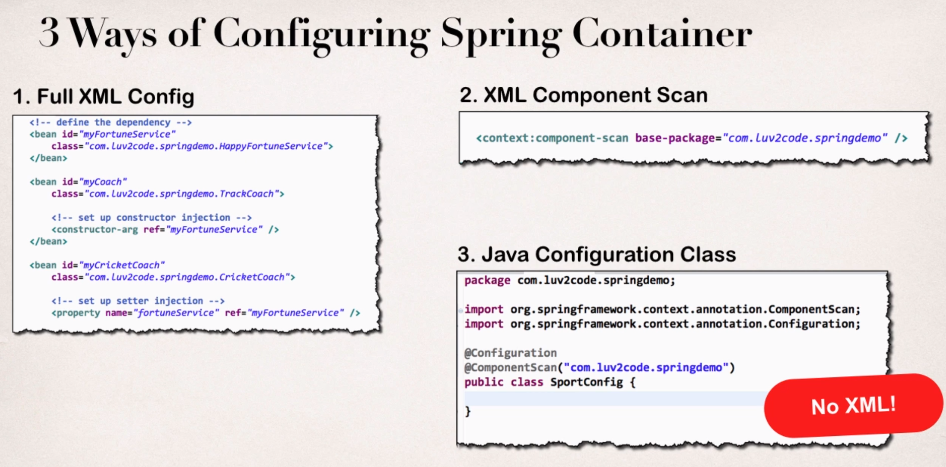 3 Ways of Configuring Spring Container
1. Full XML Config
<!-- define the dependency -->
<bean id="myFortuneService"
class="com.luv2code.springdemo.HappyFortuneService">
</bean>
<bean id="myCoach"
class="com.luv2code.springdemo.TrackCoach">
<!-- set up constructor injection -->
<constructor-arg ref="myFortuneService" />
</bean>
<bean id="myCricketCoach"
class="com.luv2code.springdemo.CricketCoach">
<!-- set up setter injection -->
<property name="fortuneService" ref="myFortuneService" />
2. XML Component Scan
<context:component-scan base-package="com.luv2code.springdemo" />
3. Java Configuration Class
package com.luv2code.springdemo;
import org.springframework.context.annotation.ComponentScan;
import org.springframework.context.annotation.Configuration;
@Configuration
@ComponentScan("com.luv2code.springdemo")
public class SportConfig {
}
No XML!